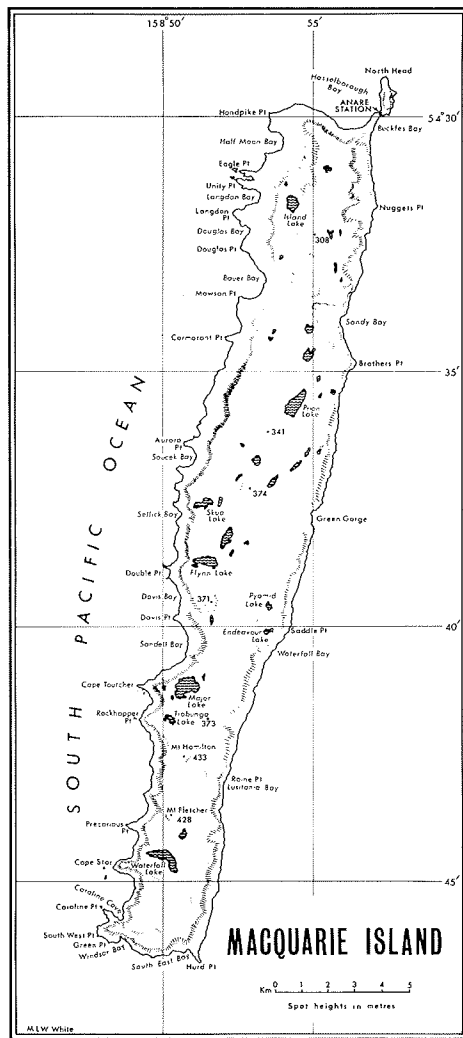 158° 50'
55'
North Head
Hasselborough
Bay
ANARE
STATION
54° 30'
Handpike Pt
Buckles Bay
Half Moon Bay
Eagle Pt
Unity Pt
Langdon Bay
Langdon
Pt
Island
Lake
Nuggets Pt
Douglas Bay
308
Douglas Pt
Bauer Bay
Mawson Pt
Sandy Bay
Cormorant Pt
Brothers Pt
35'
Prion
Lake
341
Aurora
Pt
Soucek Bay
374
Skua
Lake
Sellick Bay
Green Gorge
Flynn Lake
Double Pt
Davis Bay
371
Pyramid
Lake
Davis Pt
Endeavour
Lake
Saddle Pt
40'
Sandell Bay
Waterfall Bay
Cape Toutcher
Major
Lake
Rockhopper
Pt
Tiobunga
Lake
373
Mt Hamilton
433
Raine Pt
Lusitania Bay
Mt Fletcher
428
Precarious
Pt
Cape Star
Waterfall
Lake
45'
Caroline Cove
Caroline Pt
South West Pt
Green Pt
Windsor Bay
South East Bay
Hurd Pt
SOUTH PACIFIC OCEAN
MACQUARIE ISLAND
Km
0 1 2 3 4 5
Spot heights in metres
MLW White